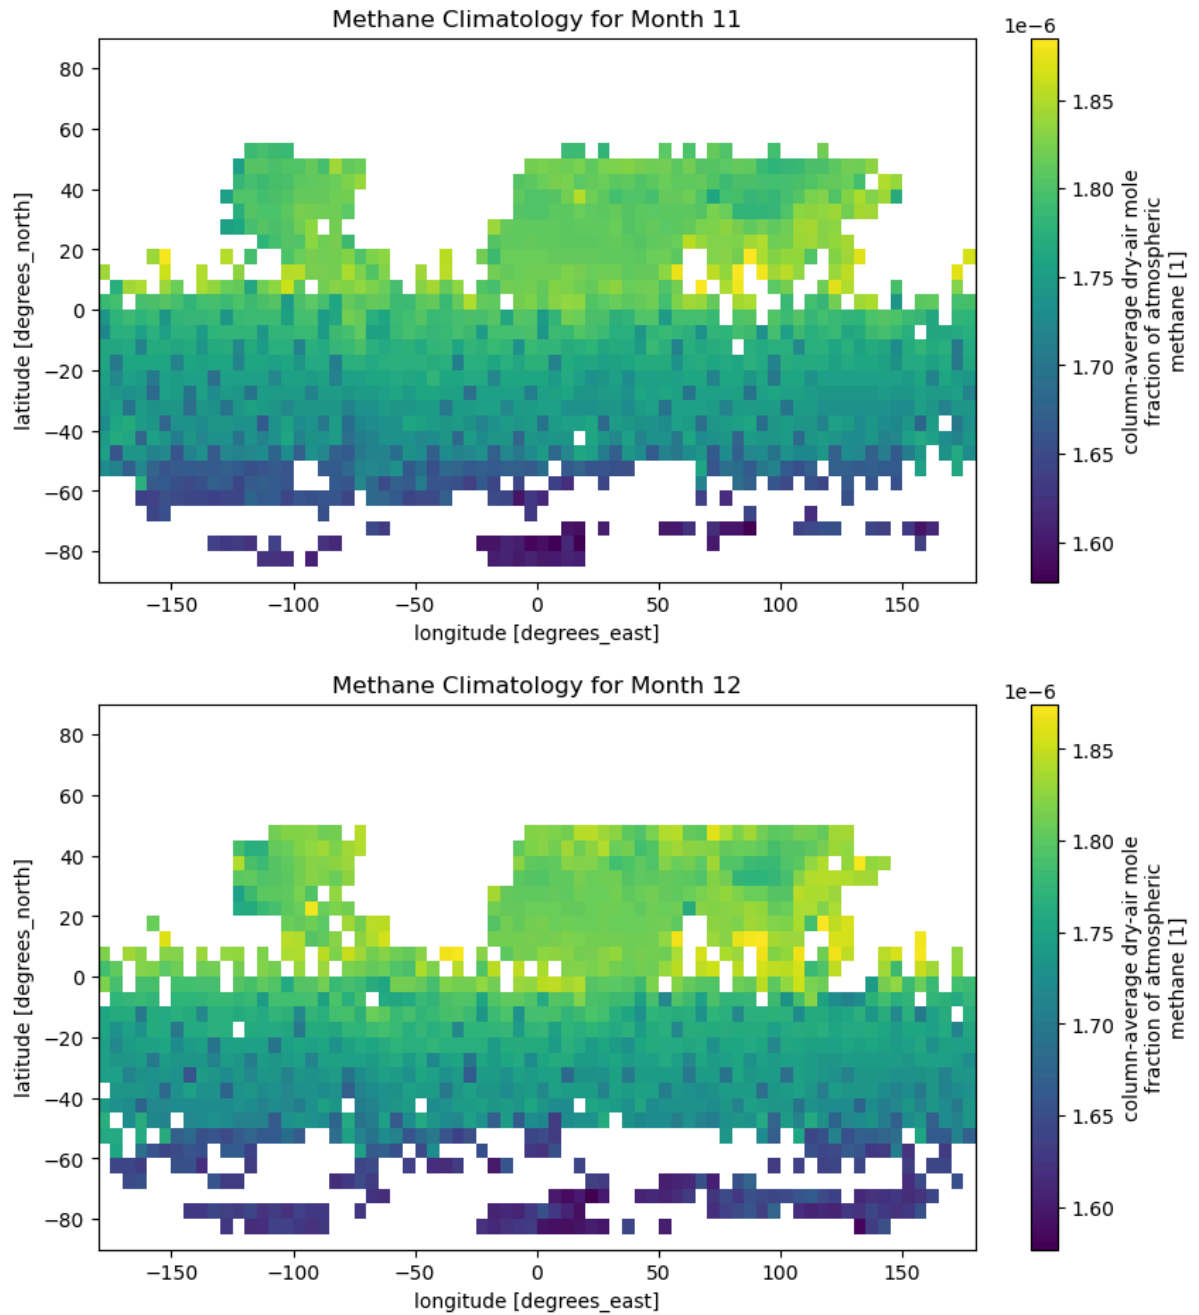 Methane Climatology for Month 11
1e−6
80
60
40
20
0
−20
−40
−60
−80
latitude [degrees_north]
−150 −100 −50 0 50 100 150
longitude [degrees_east]
1.85
1.80
1.75
1.70
1.65
1.60
column-average dry-air mole
fraction of atmospheric
methane [1]
Methane Climatology for Month 12
1e−6
80
60
40
20
0
−20
−40
−60
−80
latitude [degrees_north]
−150 −100 −50 0 50 100 150
longitude [degrees_east]
1.85
1.80
1.75
1.70
1.65
1.60
column-average dry-air mole
fraction of atmospheric
methane [1]